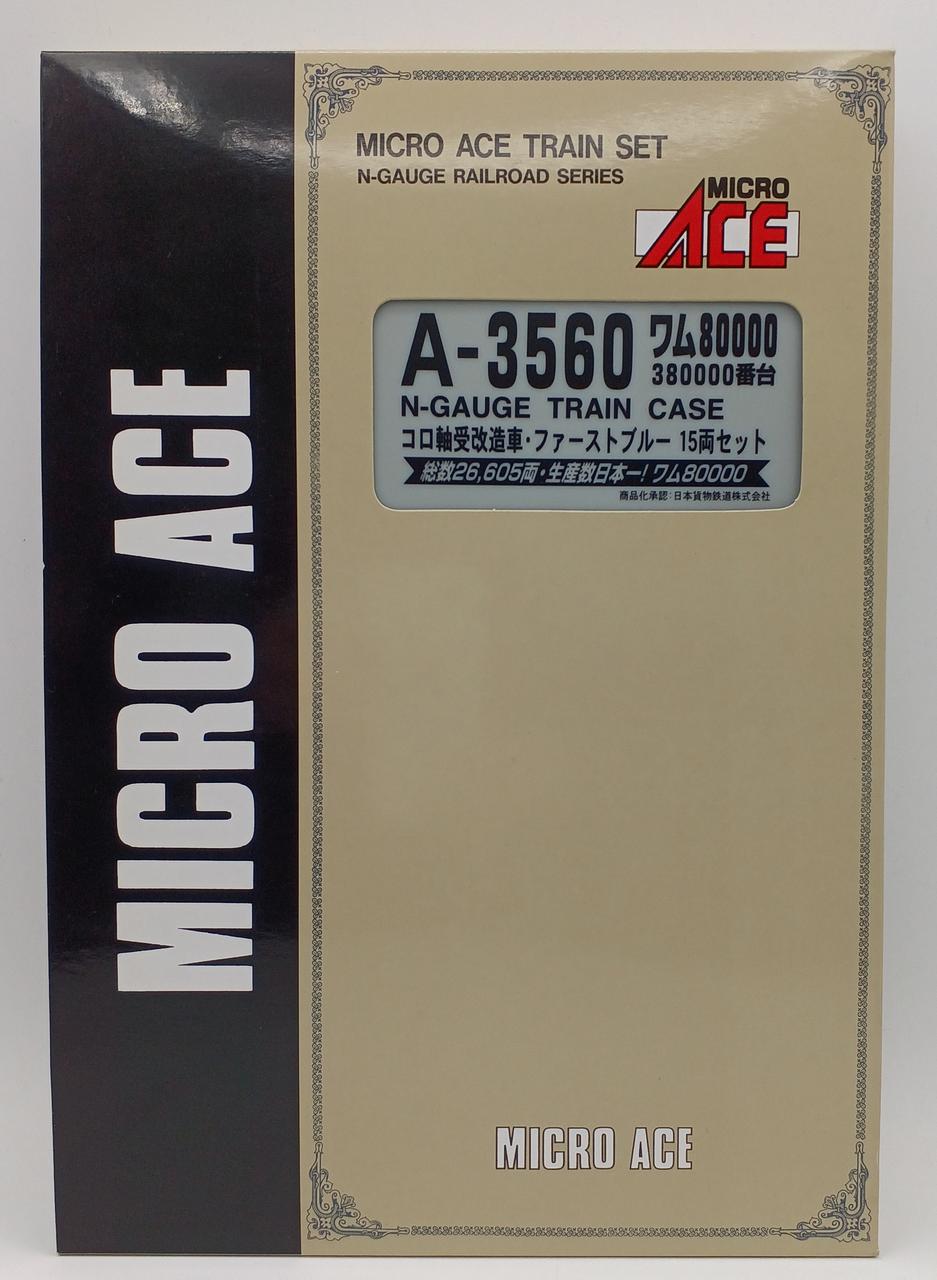 MICRO ACE
MICRO ACE TRAIN SET
N-GAUGE RAILROAD SERIES
MICRO
ACE
A-3560 ワム80000
380000番台
N-GAUGE TRAIN CASE
コロ軸受改造車・ファーストブルー 15両セット
総数26,605両・生産数日本一!ワム80000
商品化承認:日本貨物鉄道株式会社
MICRO ACE